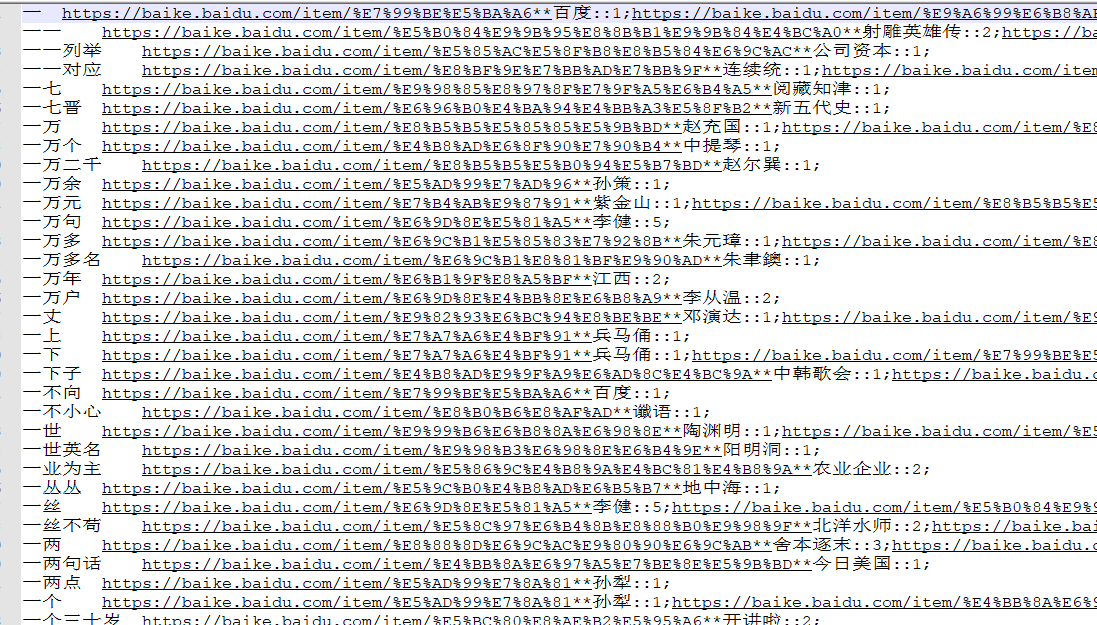 一 https://baike.baidu.com/item/%E7%99%BE%E5%BA%A6**百度::1;https://baike.baidu.com/item/%E9%A6%99%E6%B8%AF
一一 https://baike.baidu.com/item/%E5%B0%84%E9%9B%95%E8%8B%B1%E9%9B%84%E4%BC%A0**射雕英雄传::2;https://ba
一一列举 https://baike.baidu.com/item/%E5%85%AC%E5%8F%B8%E8%B5%84%E6%9C%AC**公司资本::1;
一一对应 https://baike.baidu.com/item/%E8%BF%9E%E7%BB%AD%E7%BB%9F**连续统::1;https://baike.baidu.com/item
一七 https://baike.baidu.com/item/%E9%98%85%E8%97%8F%E7%9F%A5%E6%B4%A5**阅藏知津::1;
一七晋 https://baike.baidu.com/item/%E6%96%B0%E4%BA%94%E4%BB%A3%E5%8F%B2**新五代史::1;
一万 https://baike.baidu.com/item/%E8%B5%B5%E5%85%85%E5%9B%BD**赵充国::1;https://baike.baidu.com/item/%E8
一万个 https://baike.baidu.com/item/%E4%B8%AD%E6%8F%90%E7%90%B4**中提琴::1;
一万二千 https://baike.baidu.com/item/%E8%B5%B5%E5%B0%94%E5%B7%BD**赵尔巽::1;
一万余 https://baike.baidu.com/item/%E5%AD%99%E7%AD%96**孙策::1;
一万元 https://baike.baidu.com/item/%E7%B4%AB%E9%87%91**紫金山::1;https://baike.baidu.com/item/%E8%B5%B5%E5
一万句 https://baike.baidu.com/item/%E6%9D%8E%E5%81%A5**李健::5;
一万多 https://baike.baidu.com/item/%E6%9C%B1%E5%85%83%E7%92%8B**朱元璋::1;https://baike.baidu.com/item/%E8
一万多名 https://baike.baidu.com/item/%E6%9C%B1%E8%81%BF%E9%90%AD**朱聿鐭::1;
一万年 https://baike.baidu.com/item/%E6%B1%9F%E8%A5%BF**江西::2;
一万户 https://baike.baidu.com/item/%E6%9D%8E%E4%BB%8E%E6%B8%A9**李从温::2;
一丈 https://baike.baidu.com/item/%E9%82%93%E6%BC%94%E8%BE%BE**邓演达::1;https://baike.baidu.com/item/%E9
一上 https://baike.baidu.com/item/%E7%A7%A6%E4%BF%91**兵马俑::1;
一下 https://baike.baidu.com/item/%E7%A7%A6%E4%BF%91**兵马俑::1;https://baike.baidu.com/item/%E7%99%BE%E5
一下子 https://baike.baidu.com/item/%E4%B8%AD%E9%9F%A9%E6%AD%8C%E4%BC%9A**中韩歌会::1;https://baike.baidu.c
一不向 https://baike.baidu.com/item/%E7%99%BE%E5%BA%A6**百度::1;
一不小心 https://baike.baidu.com/item/%E8%B0%B6%E8%AF%AD**谶语::1;
一世 https://baike.baidu.com/item/%E9%99%B6%E6%B8%8A%E6%98%8E**陶渊明::1;https://baike.baidu.com/item/%E5
一世英名 https://baike.baidu.com/item/%E9%98%B3%E6%98%8E%E6%B4%9E**阳明洞::1;
一业为主 https://baike.baidu.com/item/%E5%86%9C%E4%B8%9A%E4%BC%81%E4%B8%9A**农业企业::2;
一丛丛 https://baike.baidu.com/item/%E5%9C%B0%E4%B8%AD%E6%B5%B7**地中海::1;
一丝 https://baike.baidu.com/item/%E6%9D%8E%E5%81%A5**李健::5;https://baike.baidu.com/item/%E5%B0%84%E9%9
一丝不苟 https://baike.baidu.com/item/%E5%8C%97%E6%B4%8B%E8%88%B0%E9%98%9F**北洋水师::2;https://baike.bai
一两 https://baike.baidu.com/item/%E8%88%8D%E6%9C%AC%E9%80%90%E6%9C%AB**舍本逐末::3;https://baike.baidu.c
一两句话 https://baike.baidu.com/item/%E4%BB%8A%E6%97%A5%E7%BE%8E%E5%9B%BD**今日美国::1;
一两点 https://baike.baidu.com/item/%E5%AD%99%E7%8A%81**孙犁::1;
一个 https://baike.baidu.com/item/%E5%AD%99%E7%8A%81**孙犁::1;https://baike.baidu.com/item/%E4%BB%8A%E6%9
一个三十岁 https://baike.baidu.com/item/%E5%BC%80%E8%AE%B2%E5%95%A6**开讲啦::2;